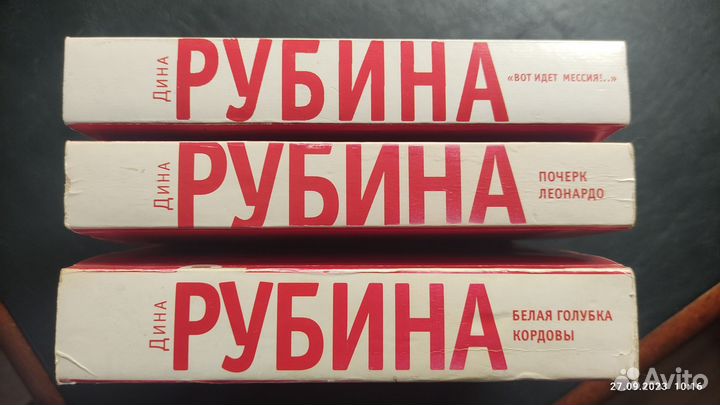 Дина
РУБИНА
«ВОТ ИДЕТ МЕССИЯ!..»
Дина
РУБИНА
ПОЧЕРК
ЛЕОНАРДО
Дина
РУБИНА
БЕЛАЯ ГОЛУБКА
КОРДОВЫ
Avito
27.09.2023 10:16